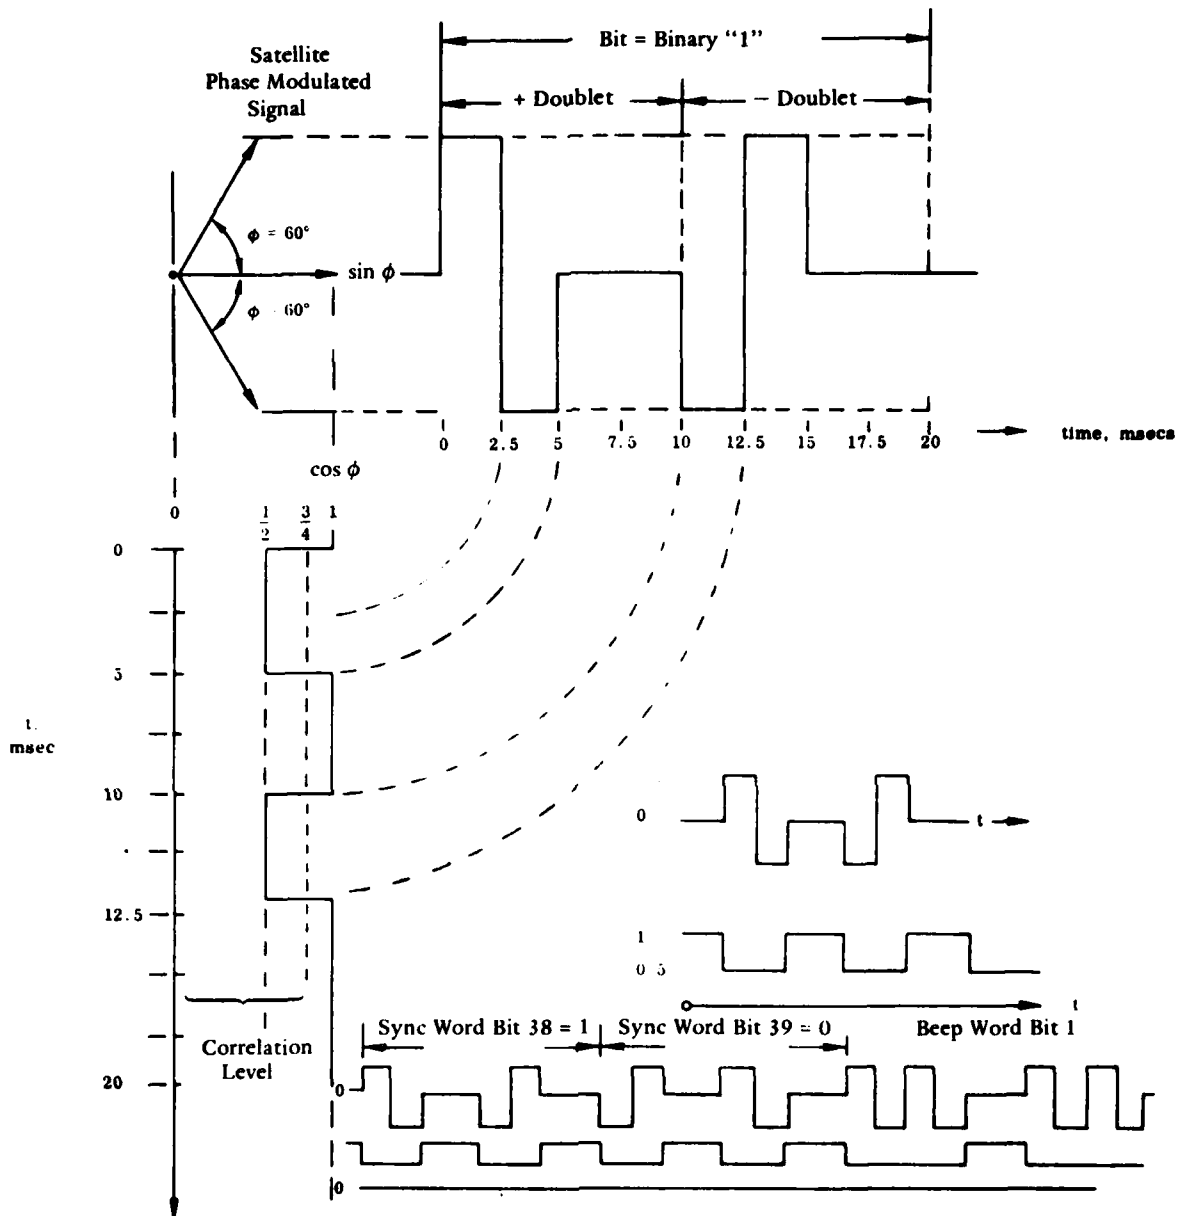 Bit = Binary “1”
Satellite
Phase Modulated
Signal
+ Doublet
− Doublet
ϕ = 60°
sin ϕ
ϕ 60°
0 2.5 5 7.5 10 12.5 15 17.5 20
time, msecs
cos ϕ
0 1/2 3/4 1
0
5
t.
msec
10
12.5
20
0
t
1
0 5
t
Correlation
Level
Sync Word Bit 38 = 1
Sync Word Bit 39 = 0
Beep Word Bit 1
0
0